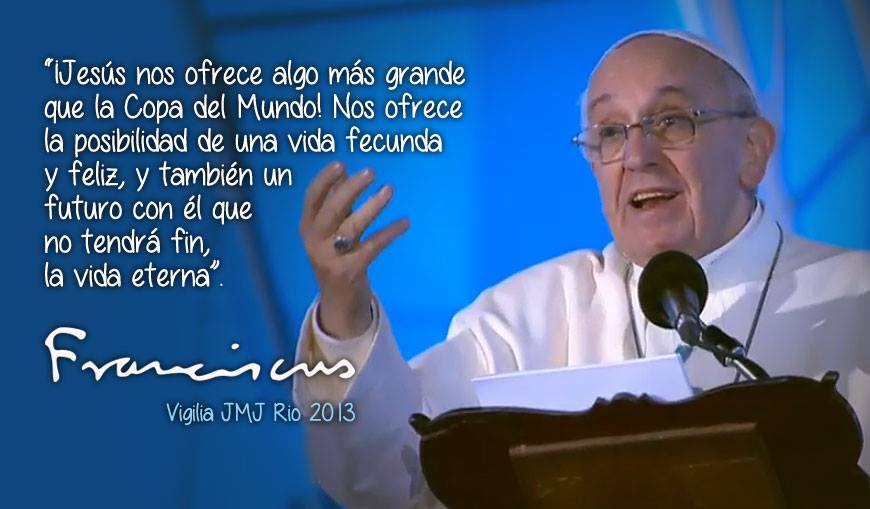 “¡Jesús nos ofrece algo más grande
que la Copa del Mundo! Nos ofrece
la posibilidad de una vida fecunda
y feliz, y también un
futuro con él que
no tendrá fin,
la vida eterna”.
Franciscus
Vigilia JMJ Rio 2013